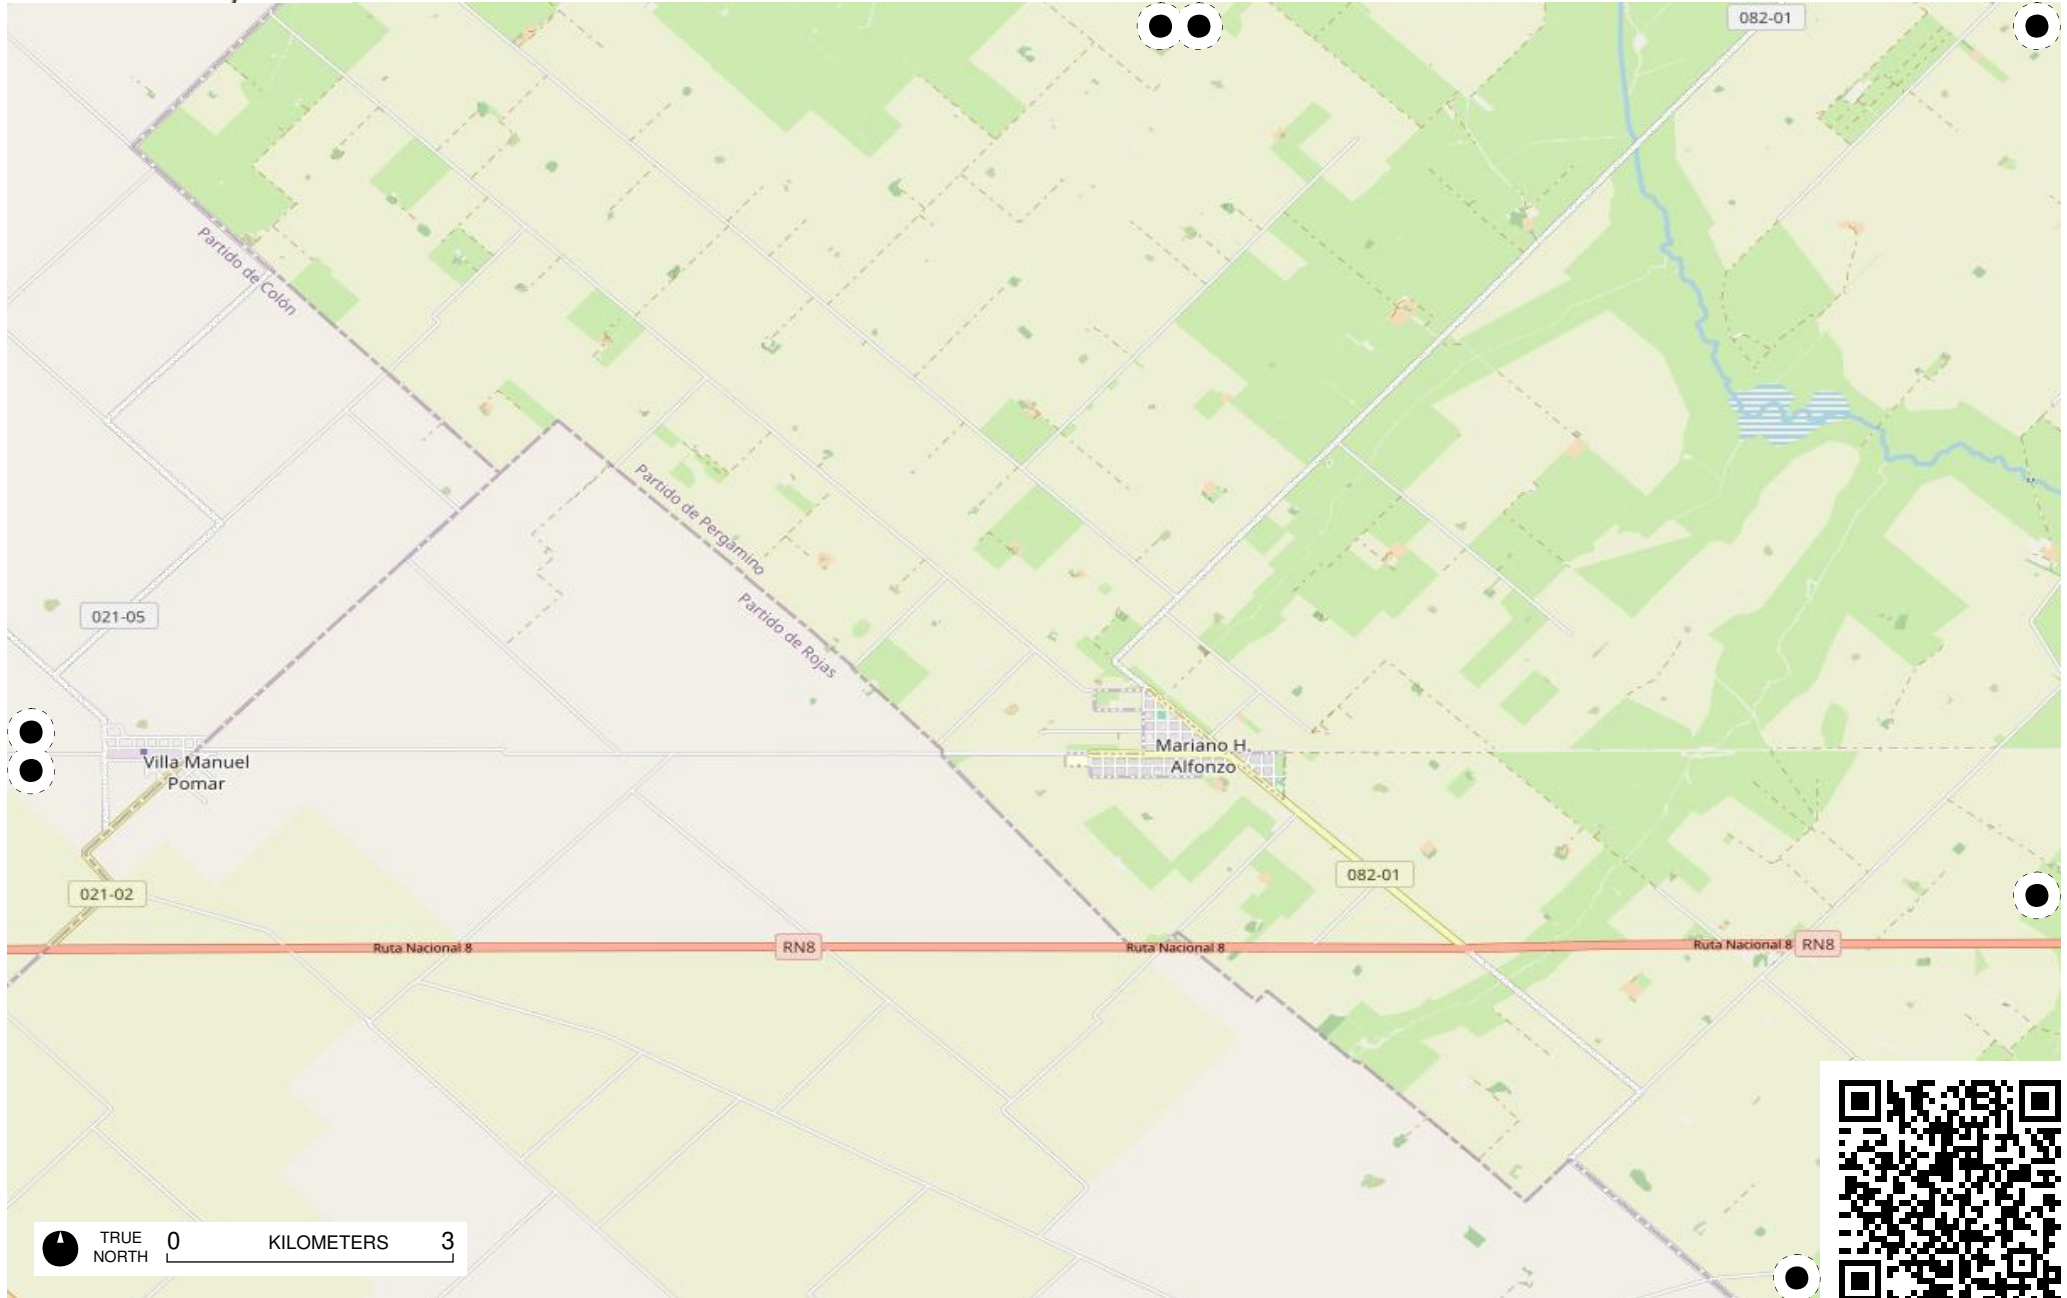 082-01
Partido de Colón
Partido de Pergamino
Partido de Rojas
021-05
Mariano H.
Alfonzo
Villa Manuel
Pomar
082-01
021-02
Ruta Nacional 8
RN8
Ruta Nacional 8
Ruta Nacional 8
RN8
TRUE
NORTH
0
KILOMETERS
3